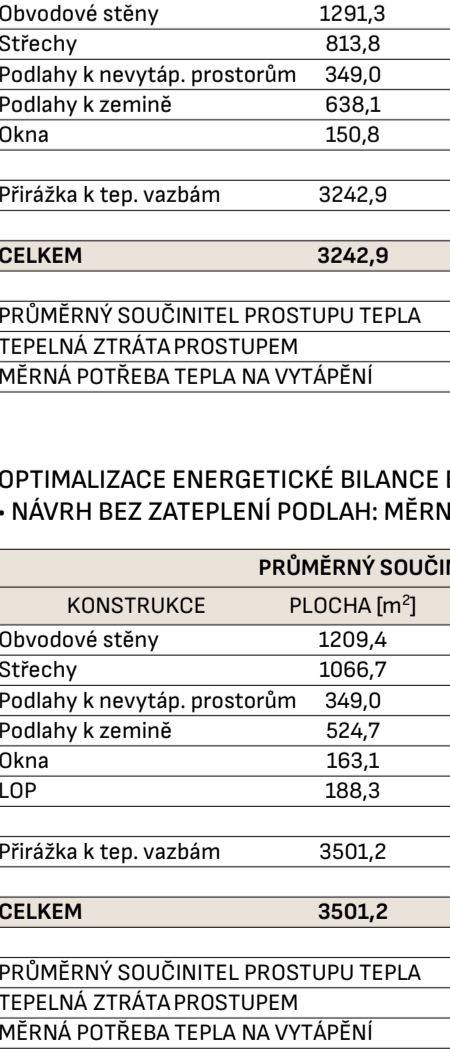 Obvodové stěny 1291,3
Střechy 813,8
Podlahy k nevytáp. prostorům 349,0
Podlahy k zemině 638,1
Okna 150,8
Přirážka k tep. vazbám 3242,9
CELKEM 3242,9
PRŮMĚRNÝ SOUČINITEL PROSTUPU TEPLA
TEPELNÁ ZTRÁTA PROSTUPEM
MĚRNÁ POTŘEBA TEPLA NA VYTÁPĚNÍ
OPTIMALIZACE ENERGETICKÉ BILANCE
• NÁVRH BEZ ZATEPLENÍ PODLAH: MĚRN
PRŮMĚRNÝ SOUČIN
KONSTRUKCE PLOCHA [m²]
Obvodové stěny 1209,4
Střechy 1066,7
Podlahy k nevytáp. prostorům 349,0
Podlahy k zemině 524,7
Okna 163,1
LOP 188,3
Přirážka k tep. vazbám 3501,2
CELKEM 3501,2
PRŮMĚRNÝ SOUČINITEL PROSTUPU TEPLA
TEPELNÁ ZTRÁTA PROSTUPEM
MĚRNÁ POTŘEBA TEPLA NA VYTÁPĚNÍ